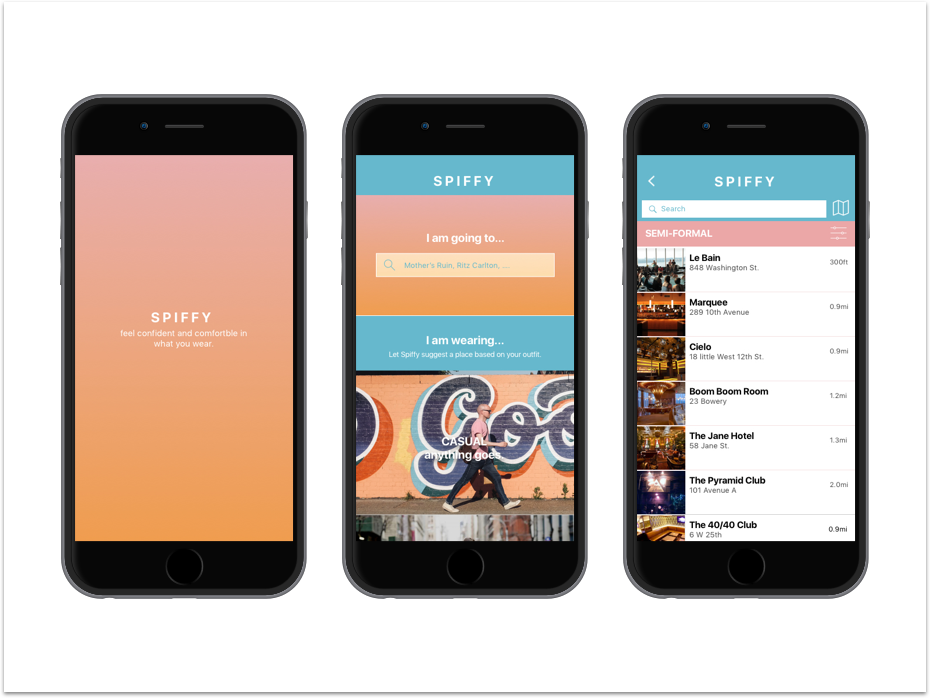 SPIFFY
feel confident and comfortble in
what you wear.
SPIFFY
I am going to...
Mother's Ruin, Ritz Carlton, ...
I am wearing...
Let Spiffy suggest a place based on your outfit.
Goo
CASUAL
anything goes
SPIFFY
Search
SEMI-FORMAL
Le Bain
848 Washington St.
300ft
Marquee
289 10th Avenue
0.9mi
Cielo
18 little West 12th St.
0.9mi
Boom Boom Room
23 Bowery
1.2mi
The Jane Hotel
58 Jane St.
1.3mi
The Pyramid Club
101 Avenue A
2.0mi
The 40/40 Club
6 W 25th
0.9mi